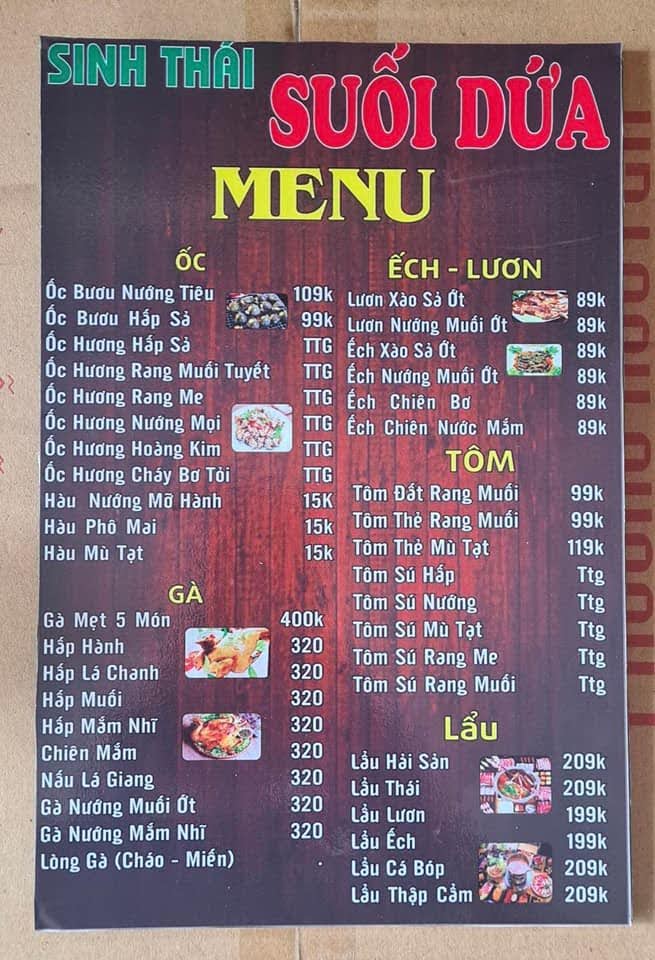 SINH THÁI
SUỐI DỨA
MENU
ỐC
Ốc Bươu Nướng Tiêu 109k
Ốc Bươu Hấp Sả 99k
Ốc Hương Hấp Sả TTG
Ốc Hương Rang Muối Tuyết TTG
Ốc Hương Rang Me TTG
Ốc Hương Nướng Mọi TTG
Ốc Hương Hoàng Kim TTG
Ốc Hương Cháy Bơ Tỏi TTG
Hàu Nướng Mỡ Hành 15K
Hàu Phô Mai 15k
Hàu Mù Tạt 15k
GÀ
Gà Mẹt 5 Món 400k
Hấp Hành 320
Hấp Lá Chanh 320
Hấp Muối 320
Hấp Mắm Nhĩ 320
Chiên Mắm 320
Nấu Lá Giang 320
Gà Nướng Muối Ớt 320
Gà Nướng Mắm Nhĩ 320
Lòng Gà (Cháo - Miến)
ẾCH - LƯƠN
Lươn Xào Sả Ớt 89k
Lươn Nướng Muối Ớt 89k
Ếch Xào Sả Ớt 89k
Ếch Nướng Muối Ớt 89k
Ếch Chiên Bơ 89k
Ếch Chiên Nước Mắm 89k
TÔM
Tôm Đất Rang Muối 99k
Tôm Thẻ Rang Muối 99k
Tôm Thẻ Mù Tạt 119k
Tôm Sú Hấp Ttg
Tôm Sú Nướng Ttg
Tôm Sú Mù Tạt Ttg
Tôm Sú Rang Me Ttg
Tôm Sú Rang Muối Ttg
Lẩu
Lẩu Hải Sản 209k
Lẩu Thái 209k
Lẩu Lươn 199k
Lẩu Ếch 199k
Lẩu Cá Bóp 209k
Lẩu Thập Cẩm 209k